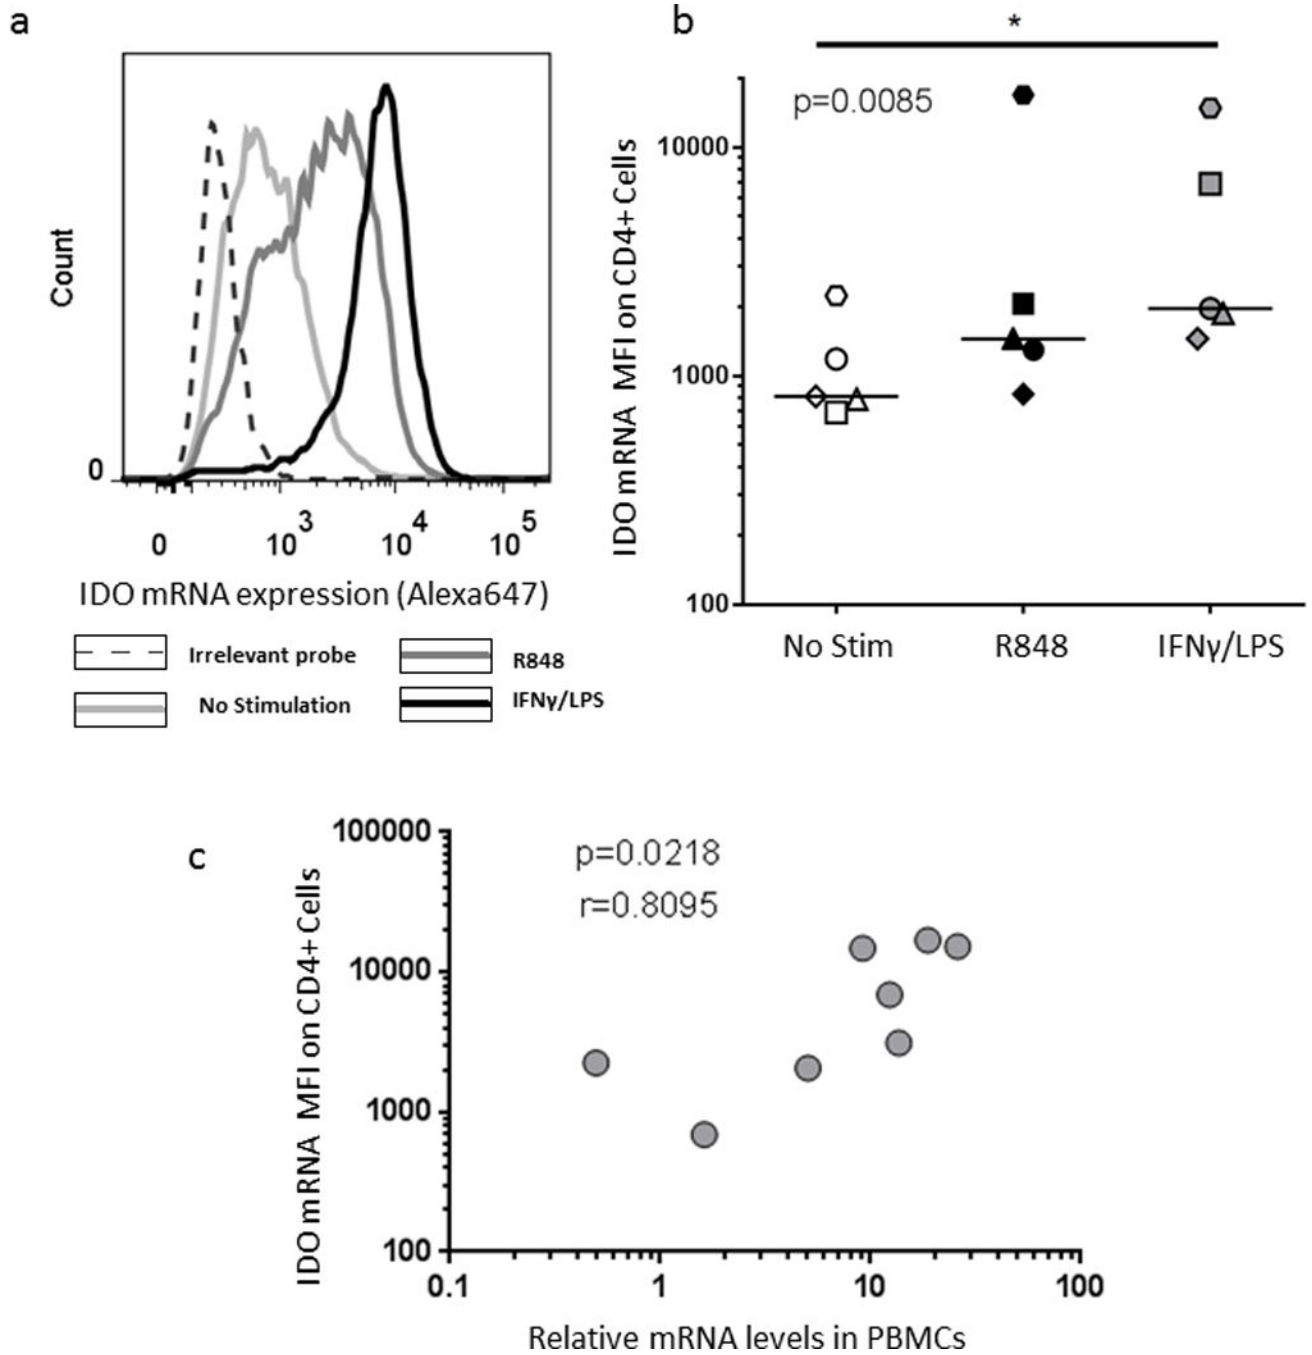 a
Count
0
0 10³ 10⁴ 10⁵
IDO mRNA expression (Alexa647)
Irrelevant probe
R848
No Stimulation
IFNγ/LPS
b
*
p=0.0085
IDO mRNA MFI on CD4+ Cells
10000
1000
100
No Stim R848 IFNγ/LPS
c
p=0.0218
r=0.8095
IDO mRNA MFI on CD4+ Cells
100000
10000
1000
100
0.1 1 10 100
Relative mRNA levels in PBMCs